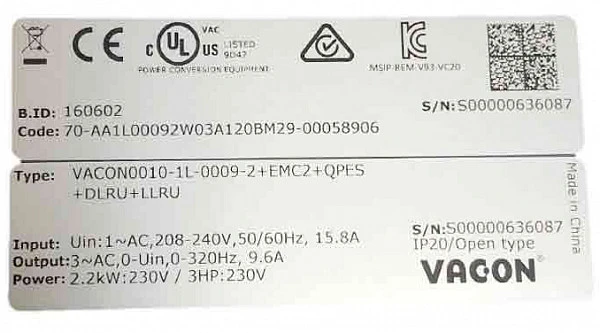 CE
VAC
C UL US LISTED
9D47
POWER CONVERSION EQUIPMENT
MSIP-REM-V93-VC20
B.ID: 160602
S/N: S00000636087
Code: 70-AA1L00092W03A120BM29-00058906
Type: VACON0010-1L-0009-2+EMC2+QPES
+DLRU+LLRU
Made in China
S/N: S00000636087
Input: Uin:1~AC,208-240V,50/60Hz, 15.8A
IP20/Open type
Output: 3~AC,0-Uin,0-320Hz, 9.6A
Power: 2.2kW:230V / 3HP:230V
VACON®